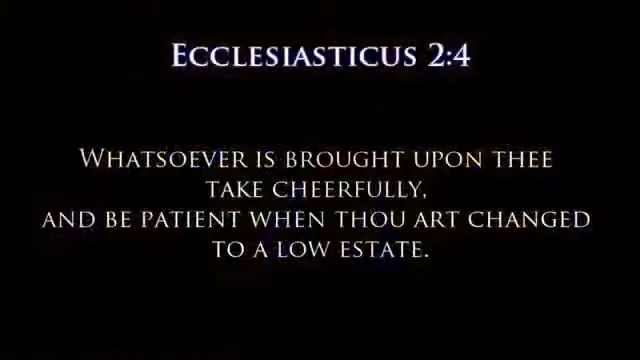 Ecclesiasticus 2:4
Whatsoever is brought upon thee
take cheerfully,
and be patient when thou art changed
to a low estate.